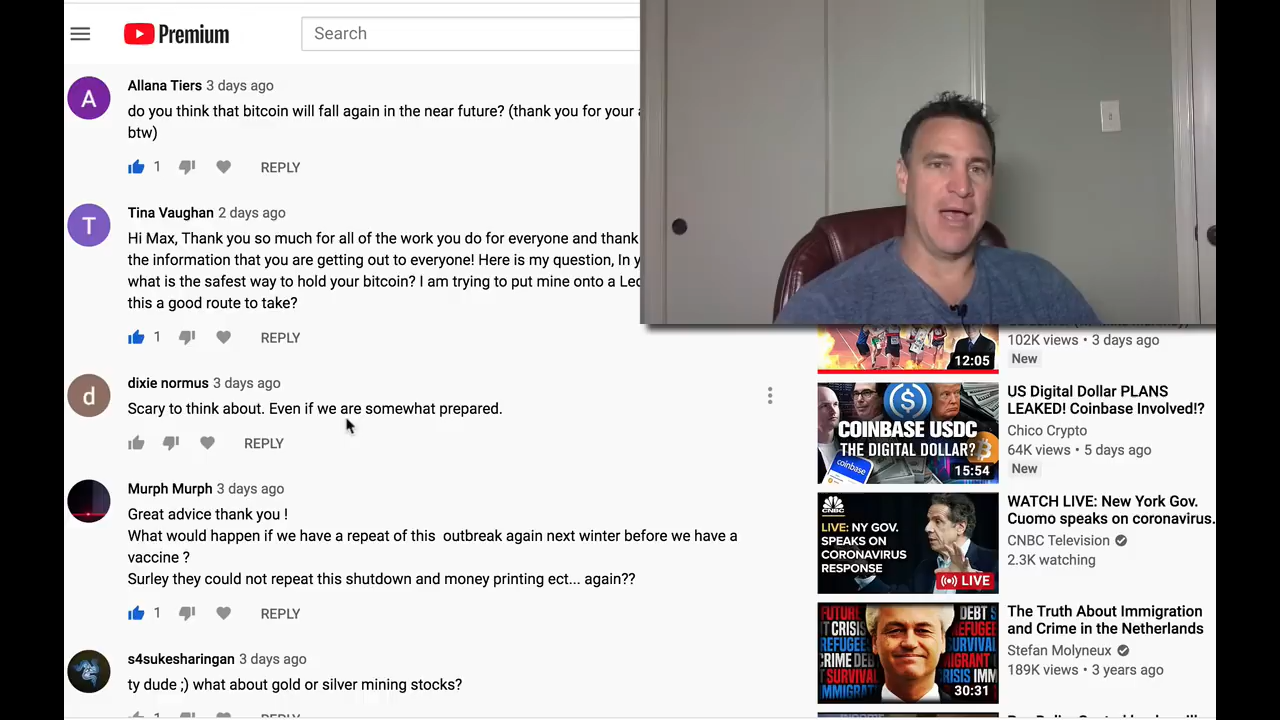 Premium
Search
A
Allana Tiers 3 days ago
do you think that bitcoin will fall again in the near future? (thank you for your
btw)
1
REPLY
T
Tina Vaughan 2 days ago
Hi Max, Thank you so much for all of the work you do for everyone and thank
the information that you are getting out to everyone! Here is my question, In
what is the safest way to hold your bitcoin? I am trying to put mine onto a
this a good route to take?
1
REPLY
d
dixie normus 3 days ago
Scary to think about. Even if we are somewhat prepared.
REPLY
Murph Murph 3 days ago
Great advice thank you !
What would happen if we have a repeat of this outbreak again next winter before we have a
vaccine ?
Surley they could not repeat this shutdown and money printing ect... again??
1
REPLY
s4sukesharingan 3 days ago
ty dude ;) what about gold or silver mining stocks?
12:05
102K views • 3 days ago
New
COINBASE USDC
THE DIGITAL DOLLAR?
coinbase
15:54
US Digital Dollar PLANS
LEAKED! Coinbase Involved!?
Chico Crypto
64K views • 5 days ago
New
CNBC
LIVE: NY GOV.
SPEAKS ON
CORONAVIRUS
RESPONSE
LIVE
WATCH LIVE: New York Gov.
Cuomo speaks on coronavirus.
CNBC Television
2.3K watching
30:31
The Truth About Immigration
and Crime in the Netherlands
Stefan Molyneux
189K views • 3 years ago